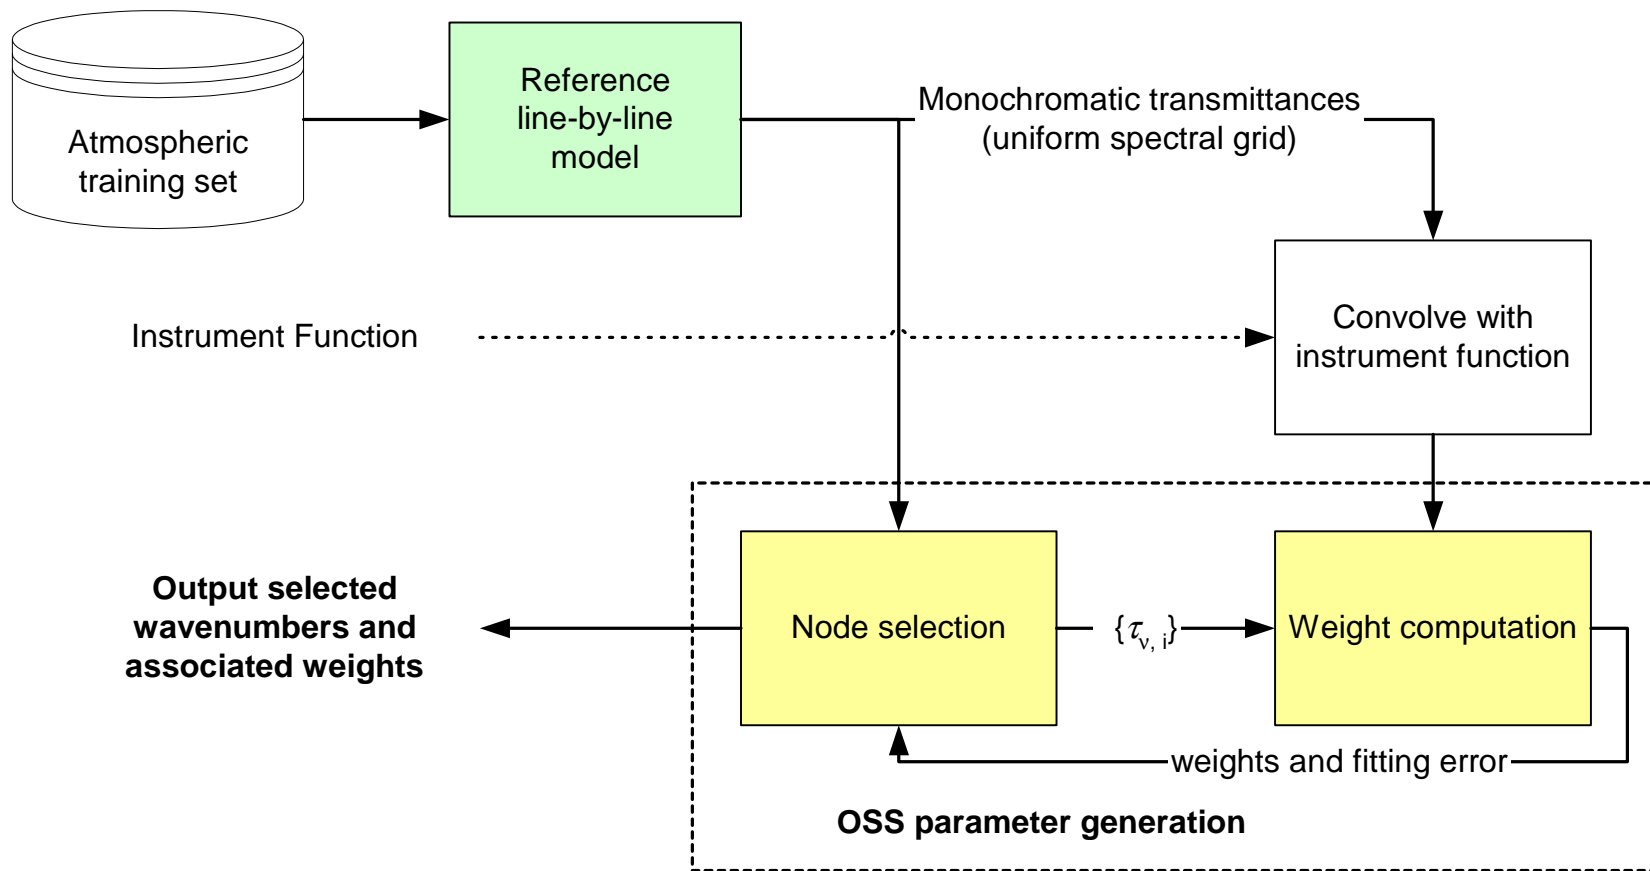 Reference
line-by-line
model
Atmospheric
training set
Monochromatic transmittances
(uniform spectral grid)
Instrument Function
Convolve with
instrument function
Output selected
wavenumbers and
associated weights
Node selection
{τν, i}
Weight computation
weights and fitting error
OSS parameter generation